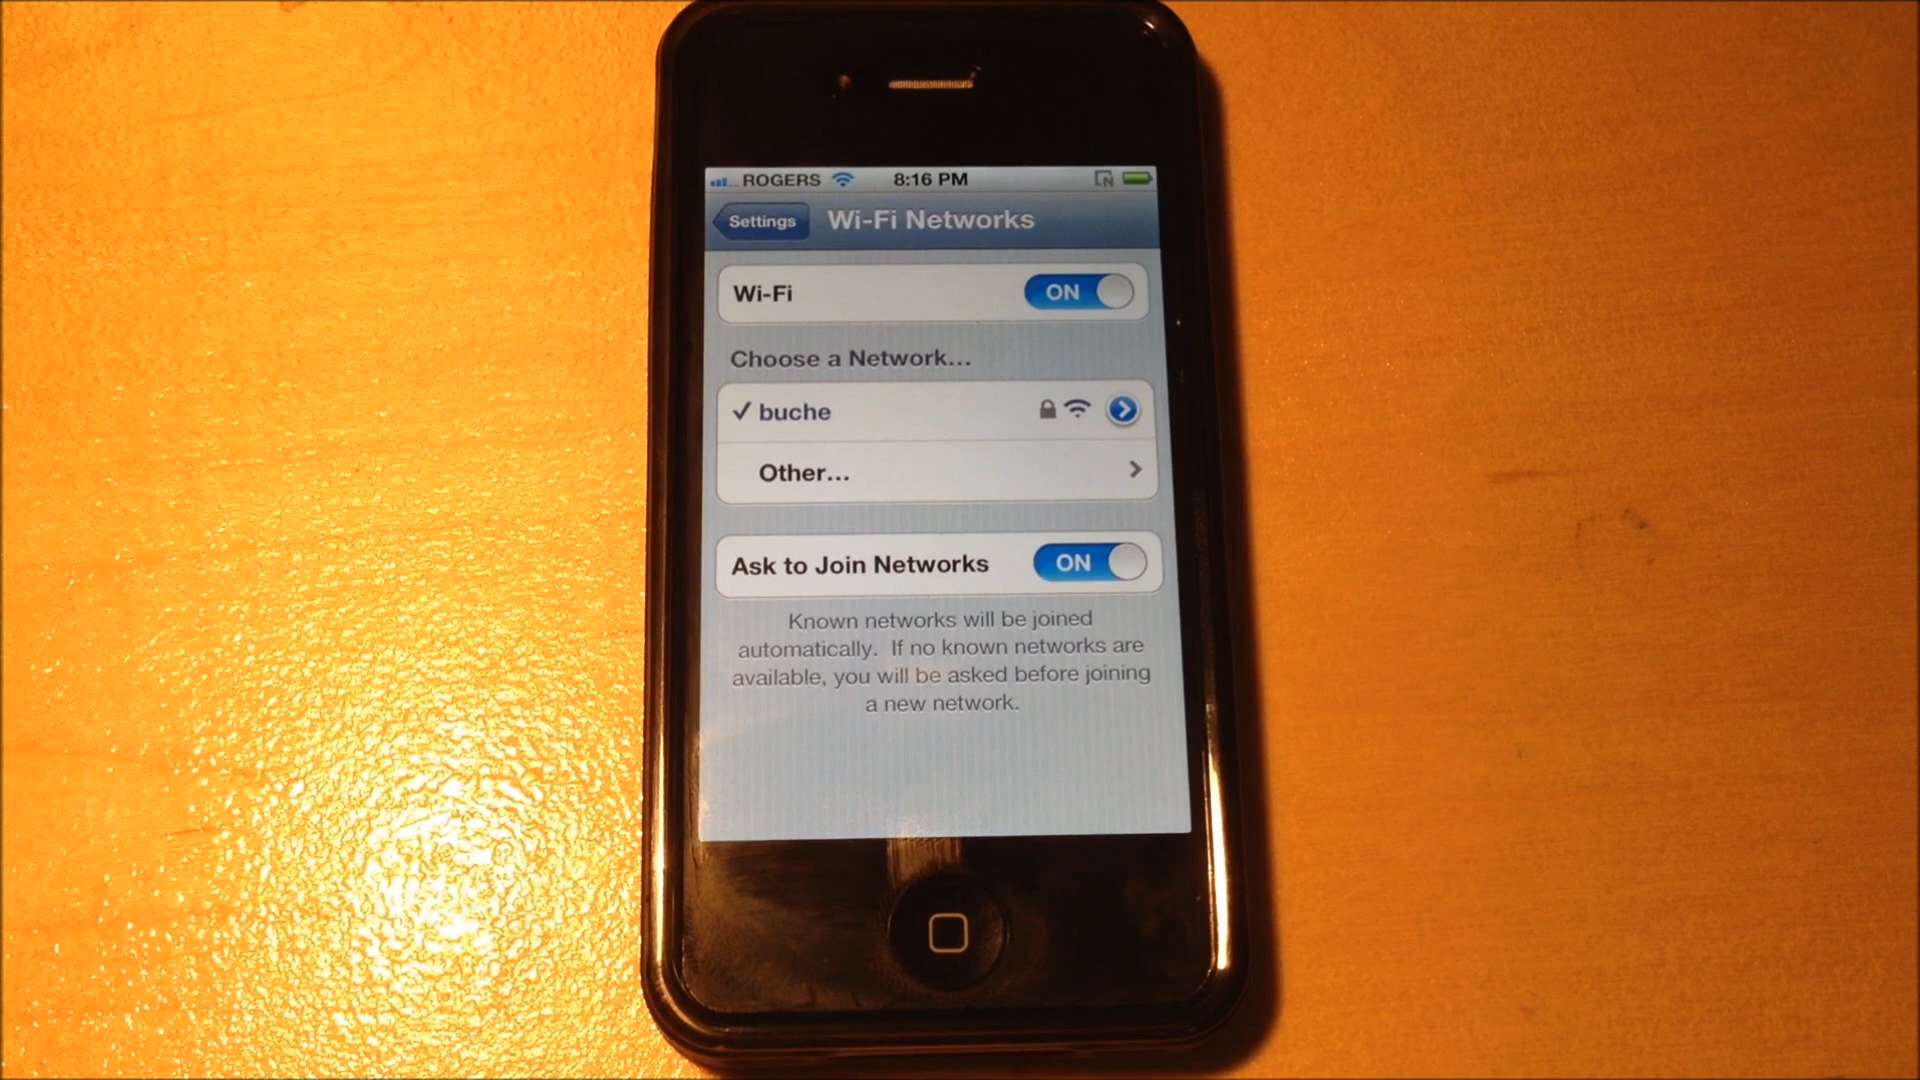 ROGERS 8:16 PM N
Settings Wi-Fi Networks
Wi-Fi ON
Choose a Network...
✓ buche
Other...
Ask to Join Networks ON
Known networks will be joined
automatically. If no known networks are
available, you will be asked before joining
a new network.